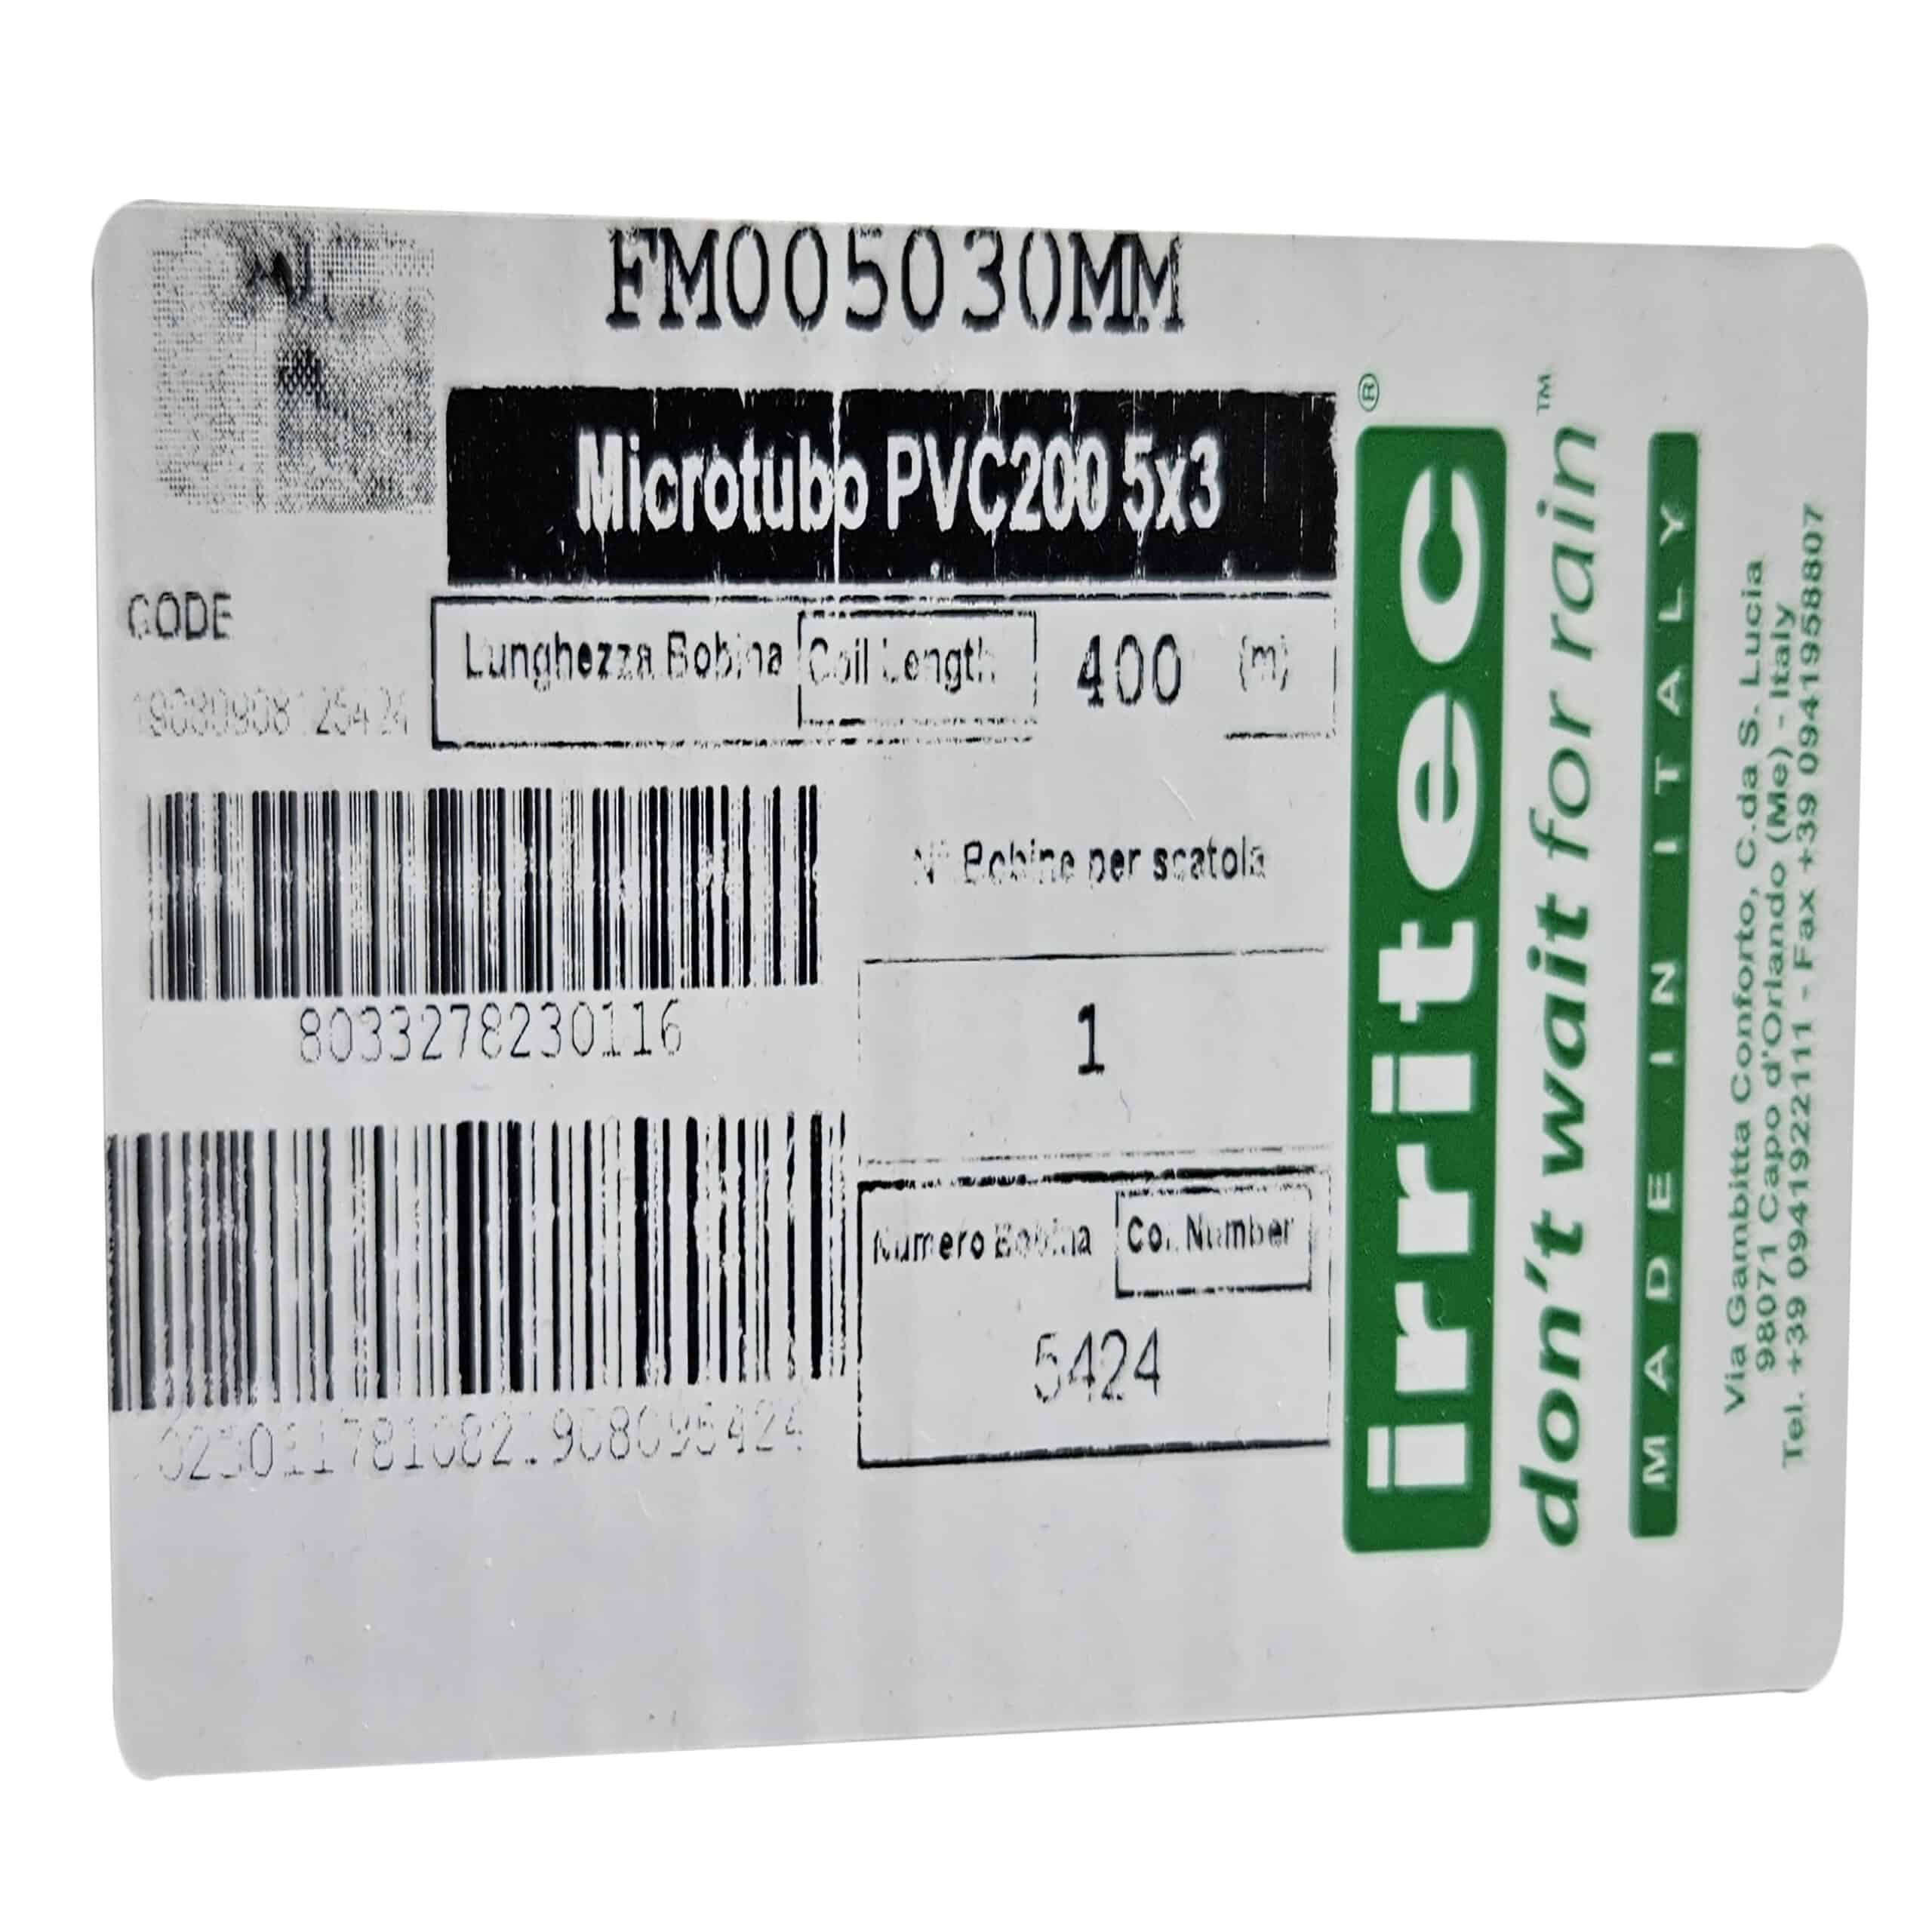 FM005030MM
Microtubo PVC200 5x3
CODE
Lunghezza Bobina Coil Length 400 (m)
8033278230116
N° Bobine per scatola
1
Numero Bobina Coil Number
5424
irritec®
don't wait for rain™
MADE IN ITALY
Via Gambbitta Conforto, C.da S. Lucia
98071 Capo d'Orlando (Me) - Italy
Tel. +39 0941922111 - Fax +39 0941958807